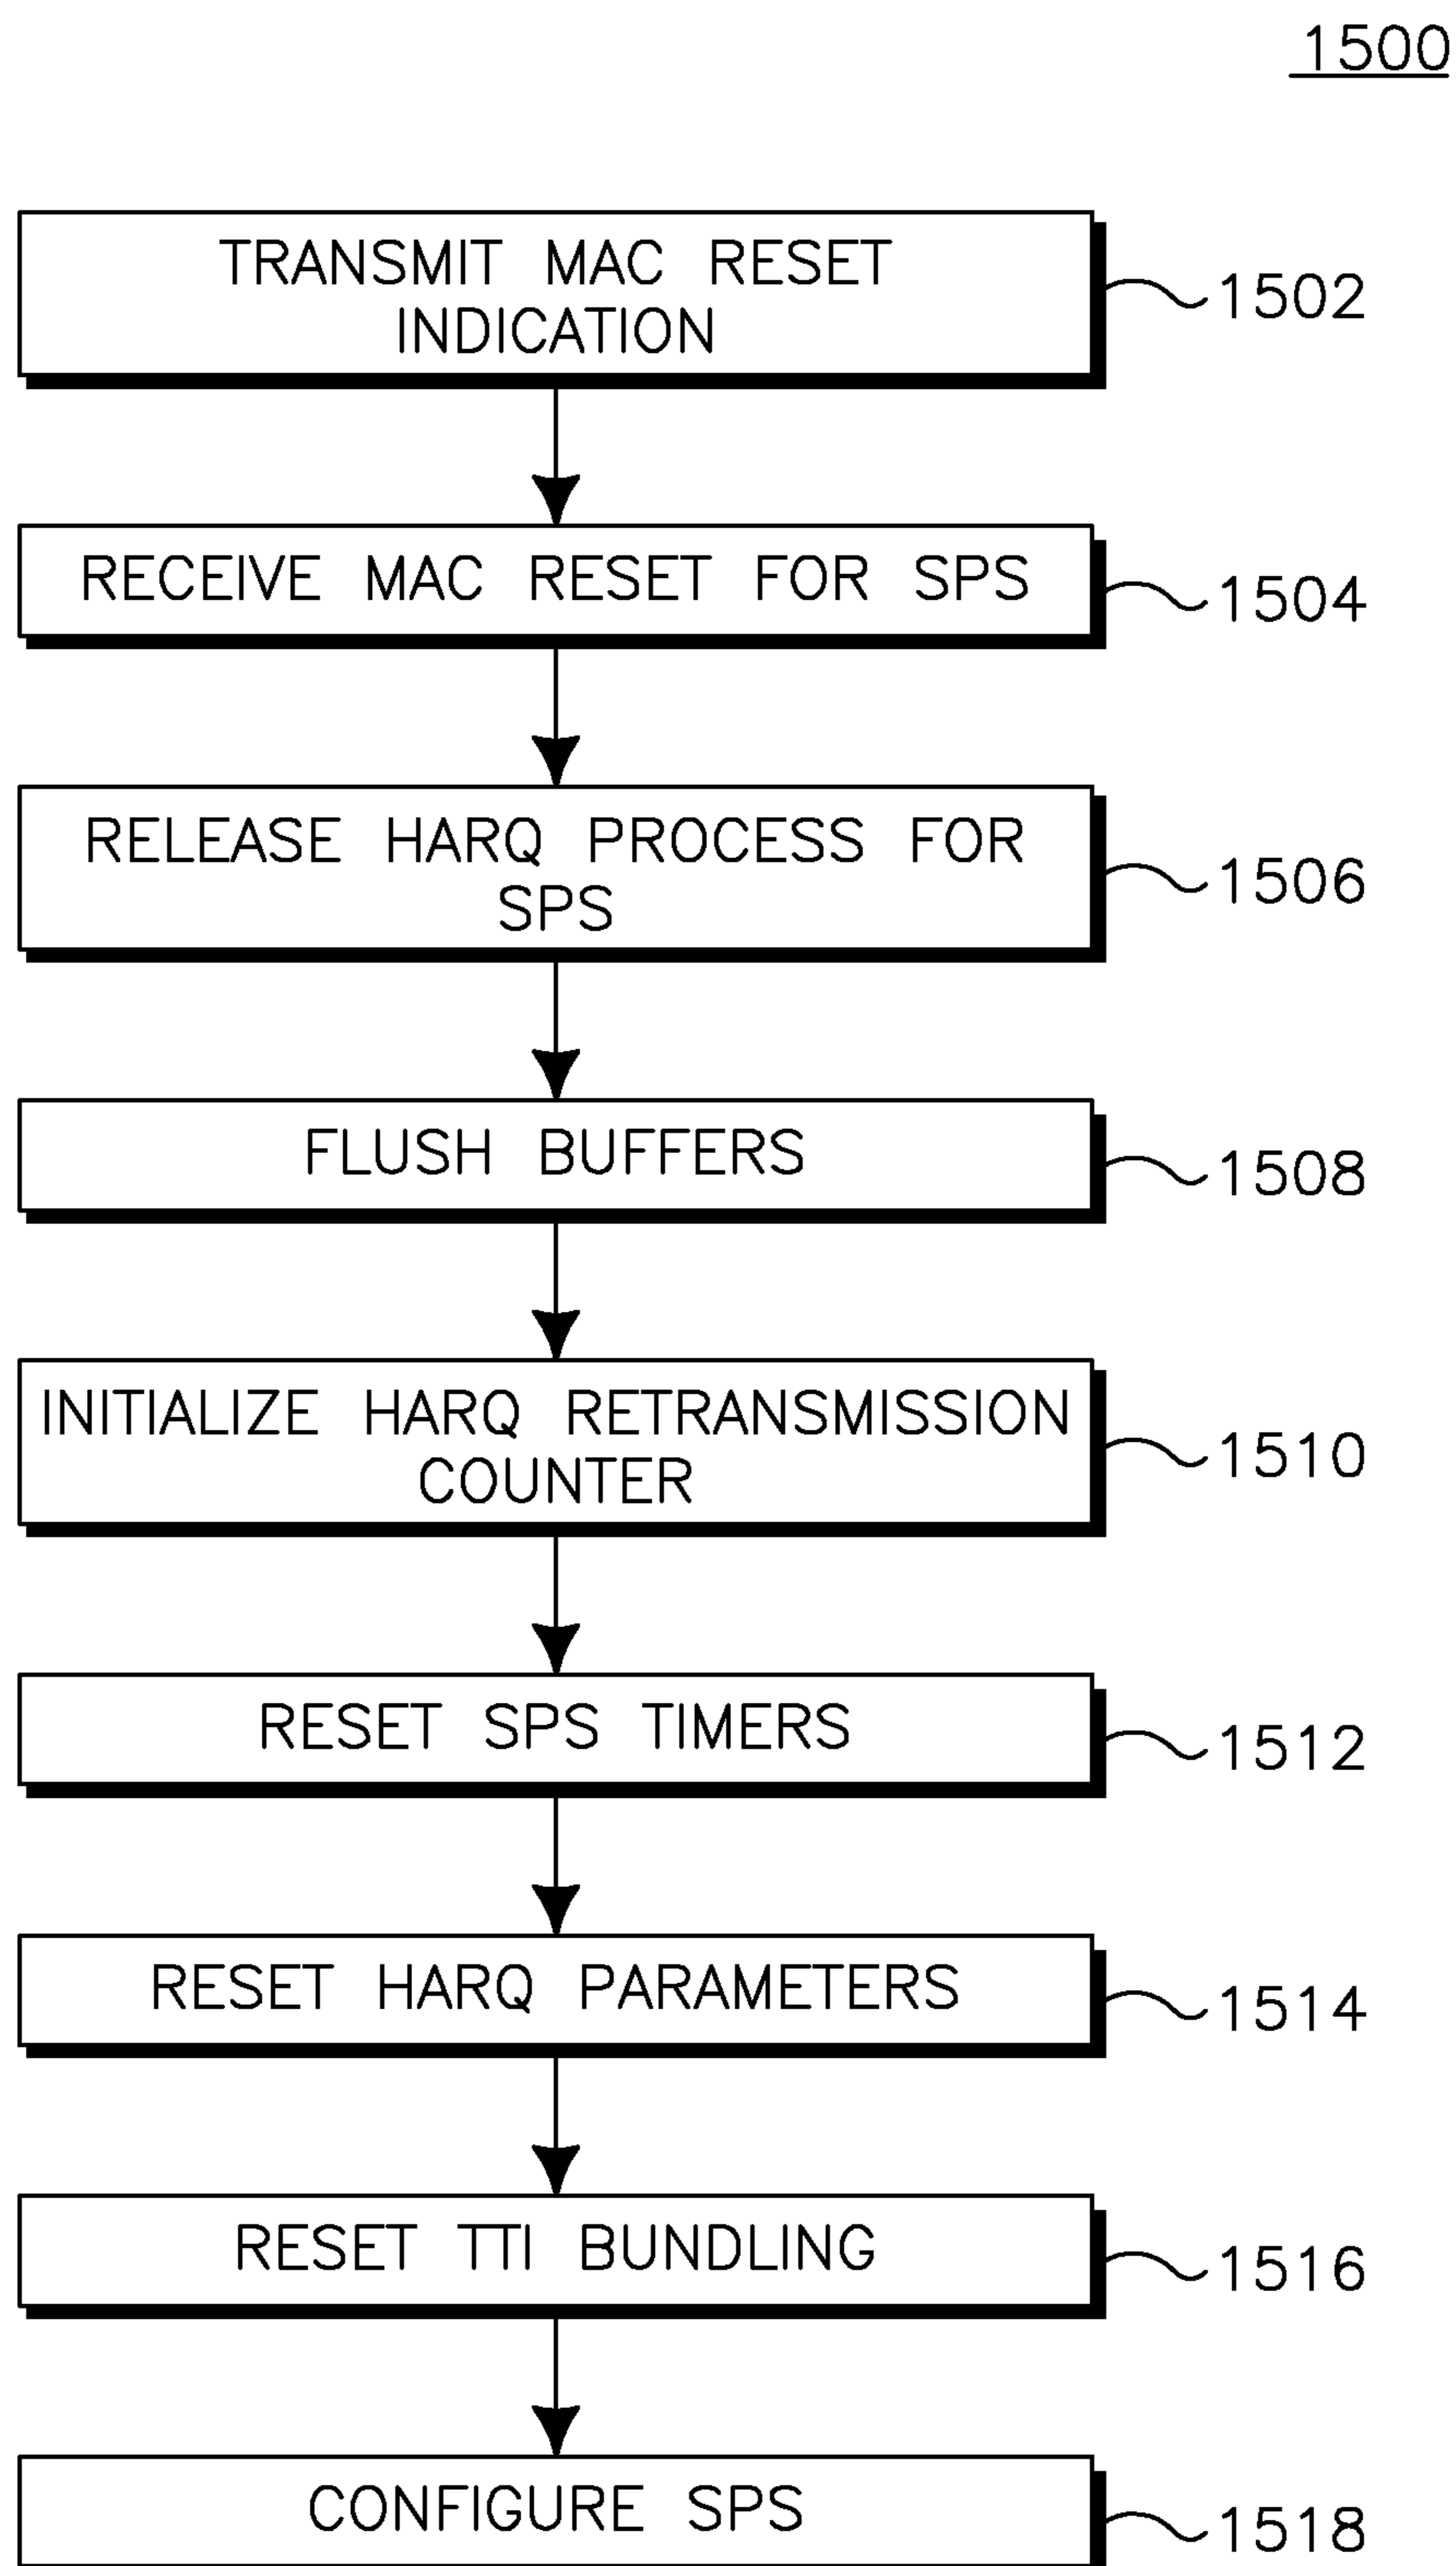 1500
TRANSMIT MAC RESET
INDICATION
1502
RECEIVE MAC RESET FOR SPS
1504
RELEASE HARQ PROCESS FOR
SPS
1506
FLUSH BUFFERS
1508
INITIALIZE HARQ RETRANSMISSION
COUNTER
1510
RESET SPS TIMERS
1512
RESET HARQ PARAMETERS
1514
RESET TTI BUNDLING
1516
CONFIGURE SPS
1518